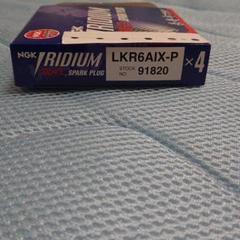 NGK
IRIDIUM
SPARK PLUG
LKR6AIX-P
STOCK
NO
91820
×4